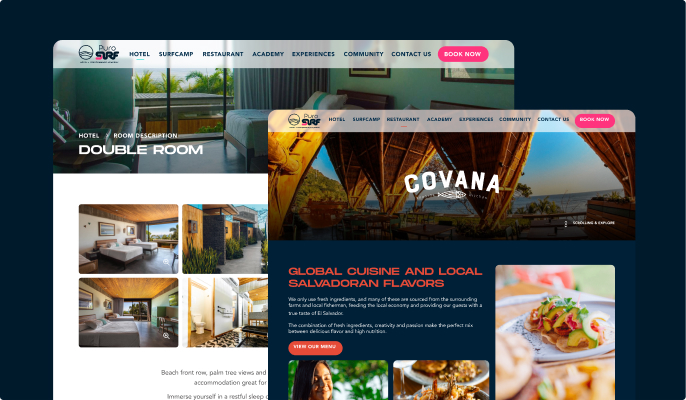 Puro
SURF
HOTEL SURFCAMP RESTAURANT ACADEMY EXPERIENCES COMMUNITY CONTACT US BOOK NOW
HOTEL ROOM DESCRIPTION
DOUBLE ROOM
Beach front row, palm tree views and
accommodation great for
Immerse yourself in a restful sleep
Puro
SURF
HOTEL SURFCAMP RESTAURANT ACADEMY EXPERIENCES COMMUNITY CONTACT US BOOK NOW
COVANA
SCROLLING & EXPLORE
GLOBAL CUISINE AND LOCAL
SALVADORAN FLAVORS
We only use fresh ingredients, and many of these are sourced from the surrounding
farms and local fishermen, feeding the local economy and providing our guests with a
true taste of El Salvador.
The combination of fresh ingredients, creativity and passion make the perfect mix
between delicious flavor and high nutrition.
VIEW OUR MENU